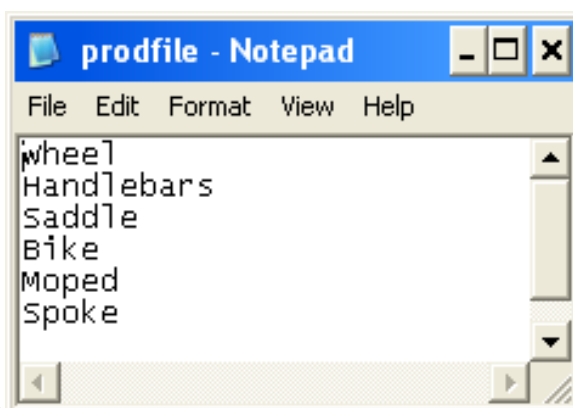 prodfile - Notepad
File Edit Format View Help
Wheel
Handlebars
Saddle
Bike
Moped
Spoke